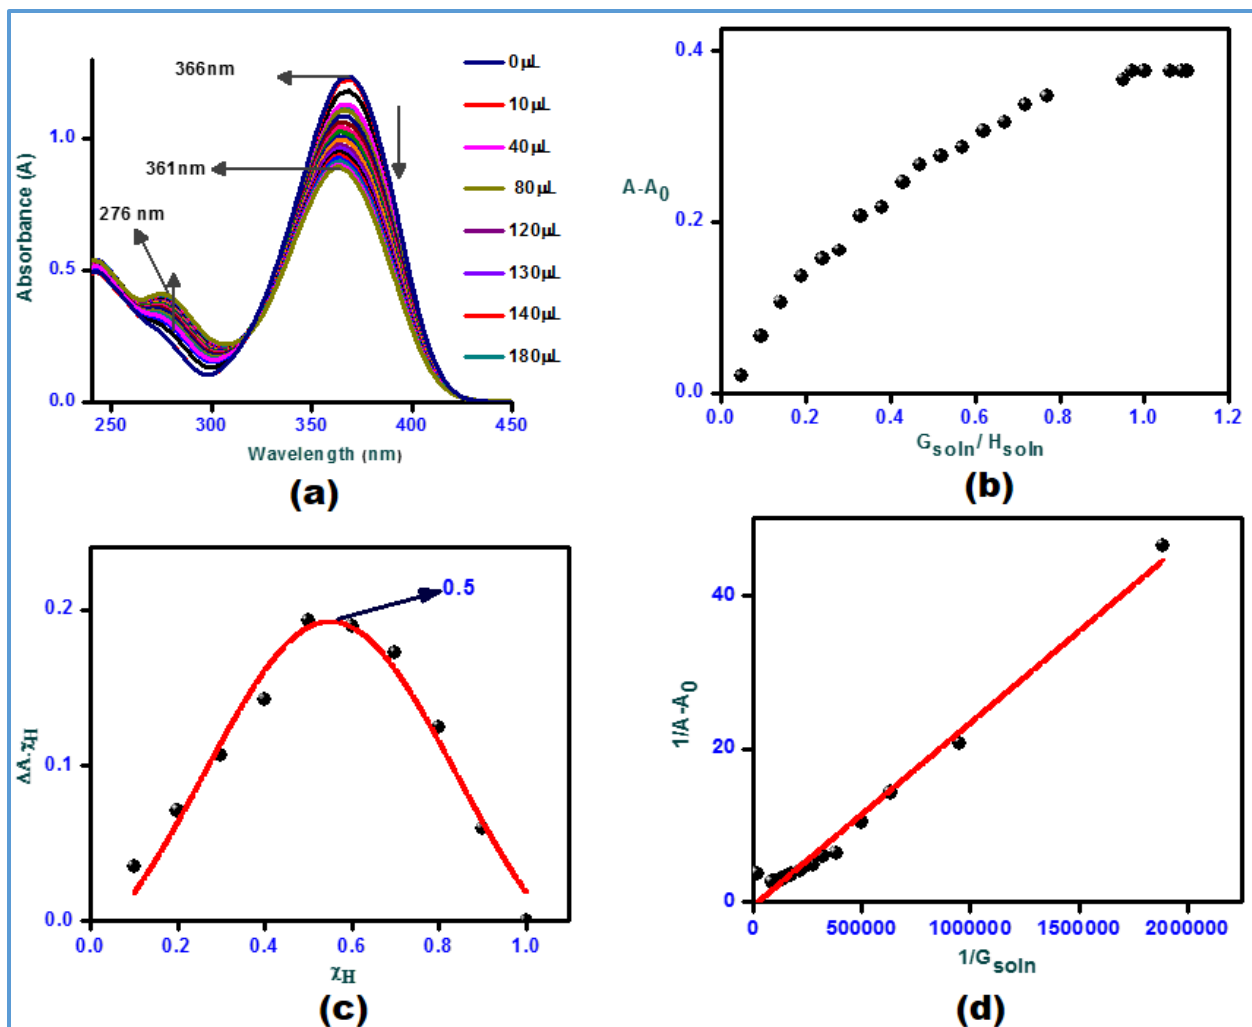 366nm
361nm
276 nm
0µL
10µL
40µL
80µL
120µL
130µL
140µL
180µL
Absorbance (A)
1.0
0.5
0.0
250
300
350
400
450
Wavelength (nm)
(a)
A-A0
0.4
0.2
0.0
0.0
0.2
0.4
0.6
0.8
1.0
1.2
Gsoln/ Hsoln
(b)
ΔA.χH
0.2
0.1
0.0
0.5
0.0
0.2
0.4
0.6
0.8
1.0
χH
(c)
1/A-A0
40
20
0
0
500000
1000000
1500000
2000000
1/Gsoln
(d)